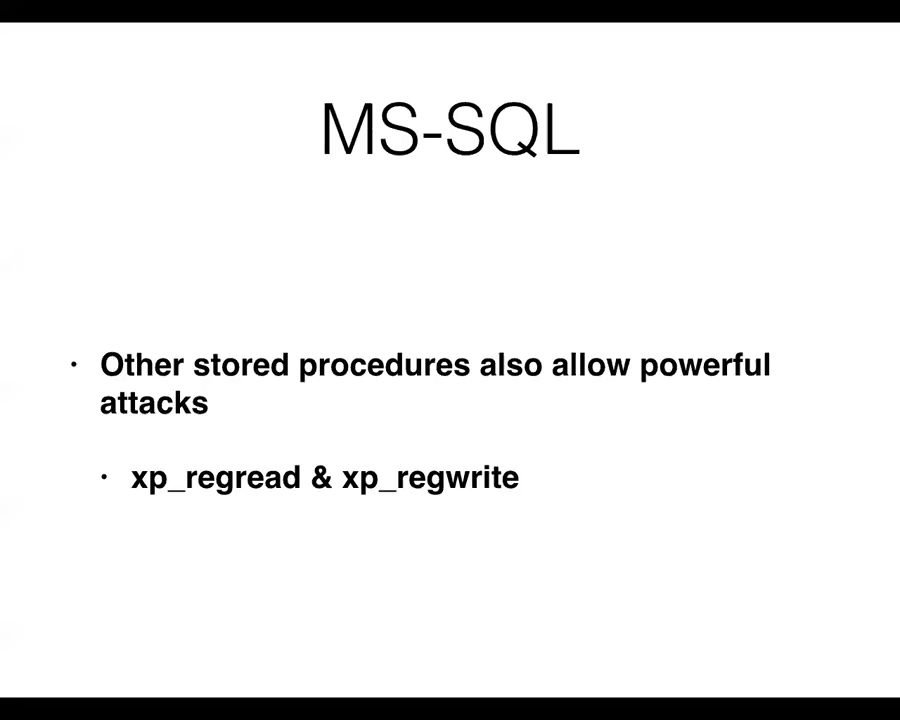 MS-SQL
• Other stored procedures also allow powerful
attacks
• xp_regread & xp_regwrite